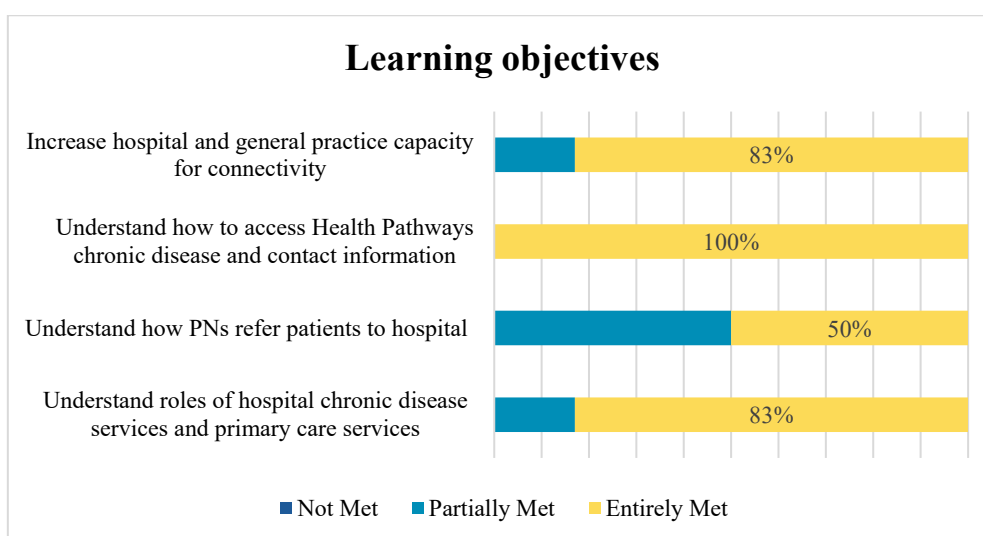 Learning objectives
Increase hospital and general practice capacity
for connectivity
83%
Understand how to access Health Pathways
chronic disease and contact information
100%
Understand how PNs refer patients to hospital
50%
Understand roles of hospital chronic disease
services and primary care services
83%
Not Met
Partially Met
Entirely Met